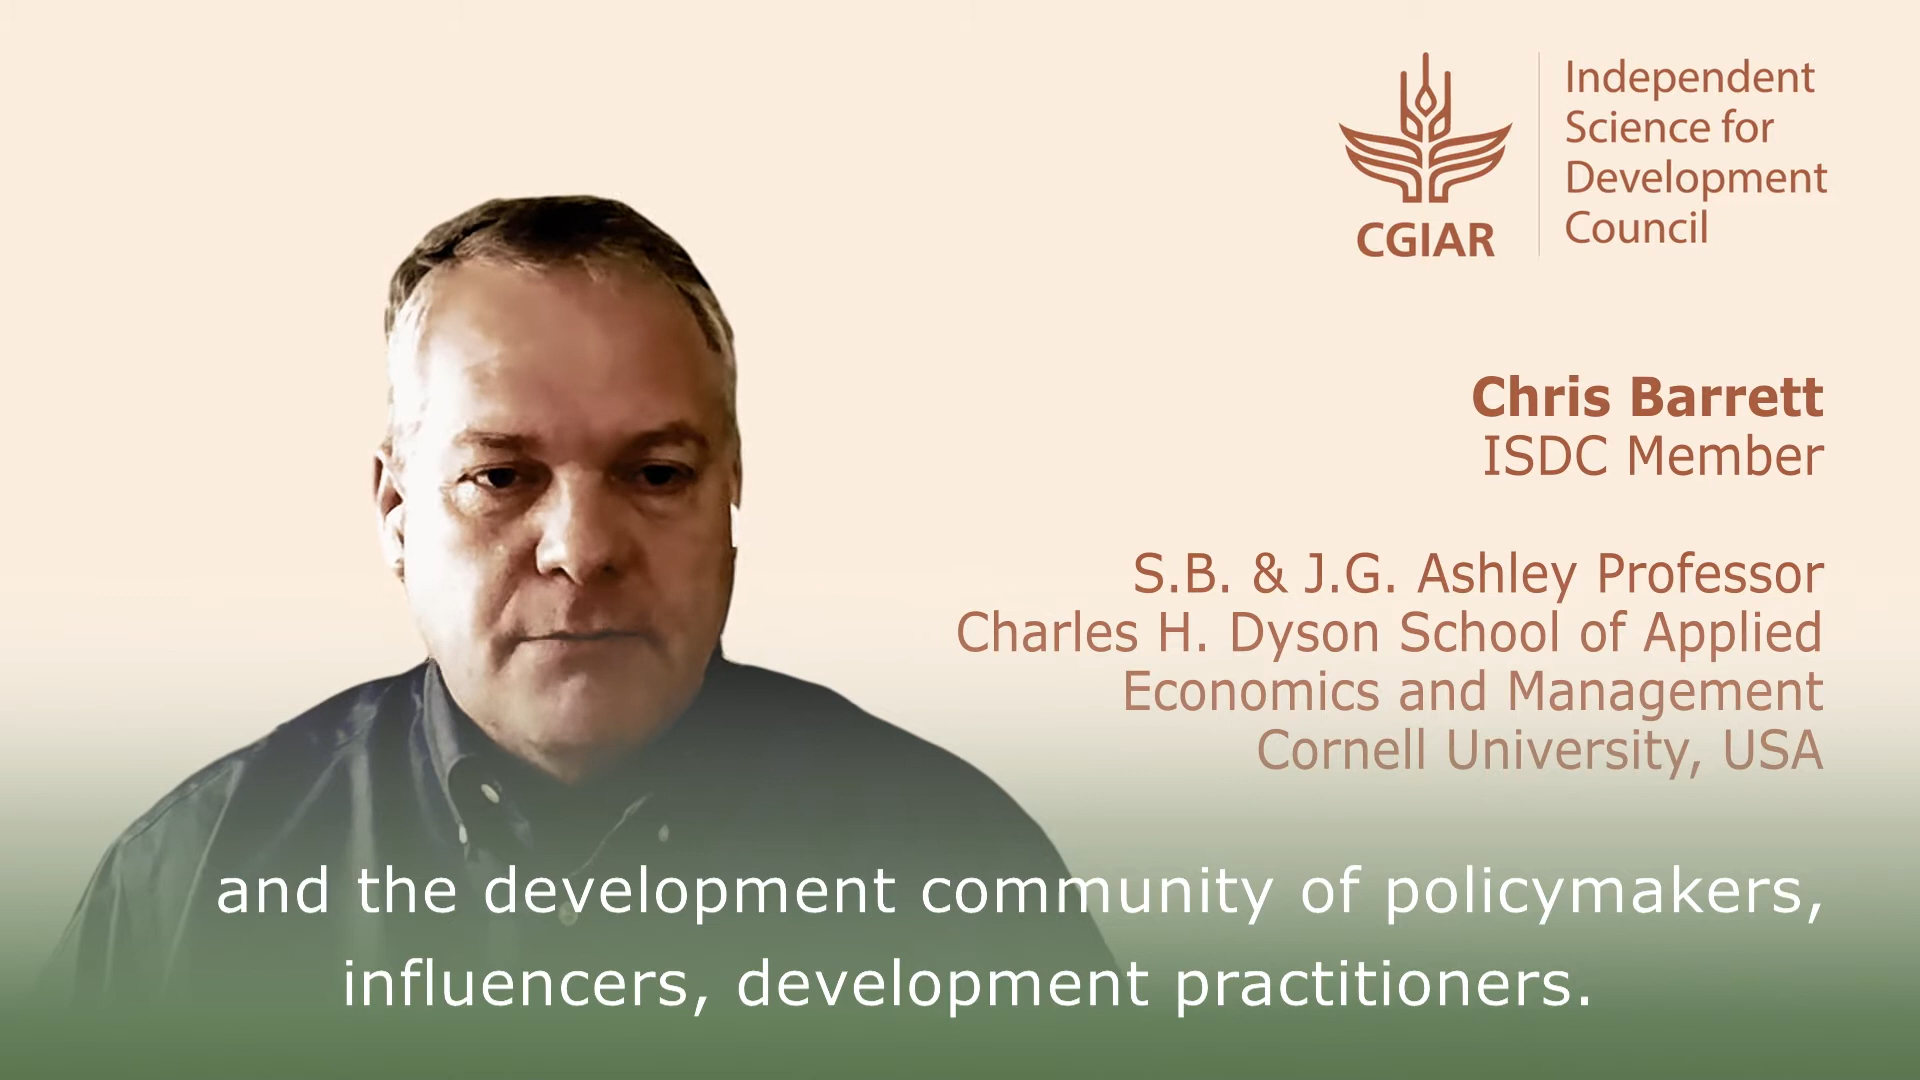 Independent
Science for
Development
Council
CGIAR
Chris Barrett
ISDC Member
S.B. & J.G. Ashley Professor
Charles H. Dyson School of Applied
Economics and Management
Cornell University, USA
and the development community of policymakers,
influencers, development practitioners.